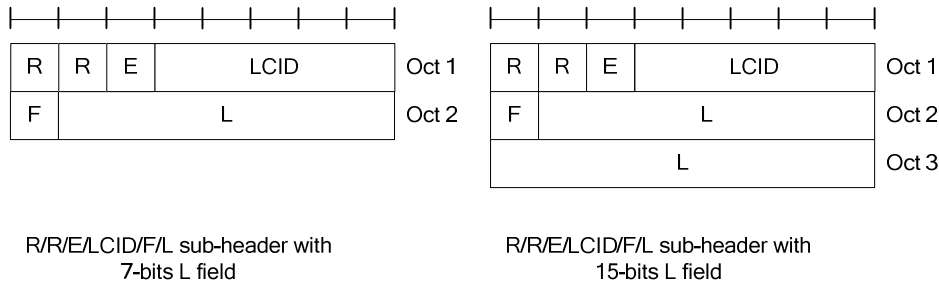 R R E LCID Oct 1
F L Oct 2
R/R/E/LCID/F/L sub-header with
7-bits L field
R R E LCID Oct 1
F L Oct 2
L Oct 3
R/R/E/LCID/F/L sub-header with
15-bits L field